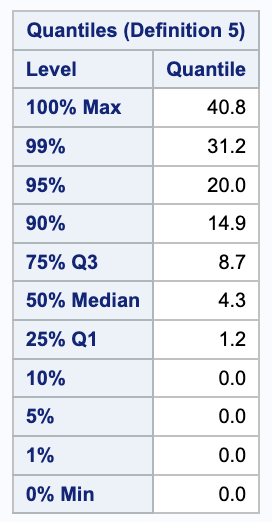 Quantiles (Definition 5)
Level Quantile
100% Max 40.8
99% 31.2
95% 20.0
90% 14.9
75% Q3 8.7
50% Median 4.3
25% Q1 1.2
10% 0.0
5% 0.0
1% 0.0
0% Min 0.0